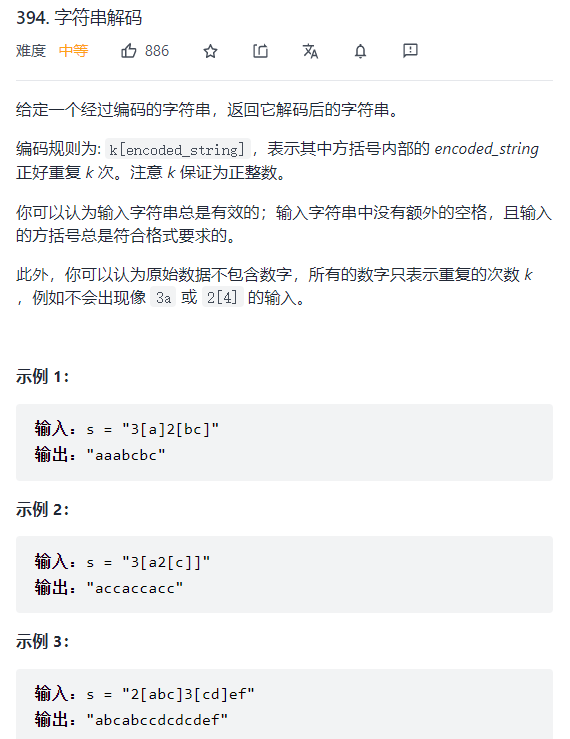 394. 字符串解码
难度 中等 886
给定一个经过编码的字符串，返回它解码后的字符串。
编码规则为: k[encoded_string]，表示其中方括号内部的 encoded_string
正好重复 k 次。注意 k 保证为正整数。
你可以认为输入字符串总是有效的；输入字符串中没有额外的空格，且输入
的方括号总是符合格式要求的。
此外，你可以认为原始数据不包含数字，所有的数字只表示重复的次数 k
，例如不会出现像 3a 或 2[4] 的输入。
示例 1：
输入：s = "3[a]2[bc]"
输出："aaabcbc"
示例 2：
输入：s = "3[a2[c]]"
输出："accaccacc"
示例 3：
输入：s = "2[abc]3[cd]ef"
输出："abcabccdcdcdef"